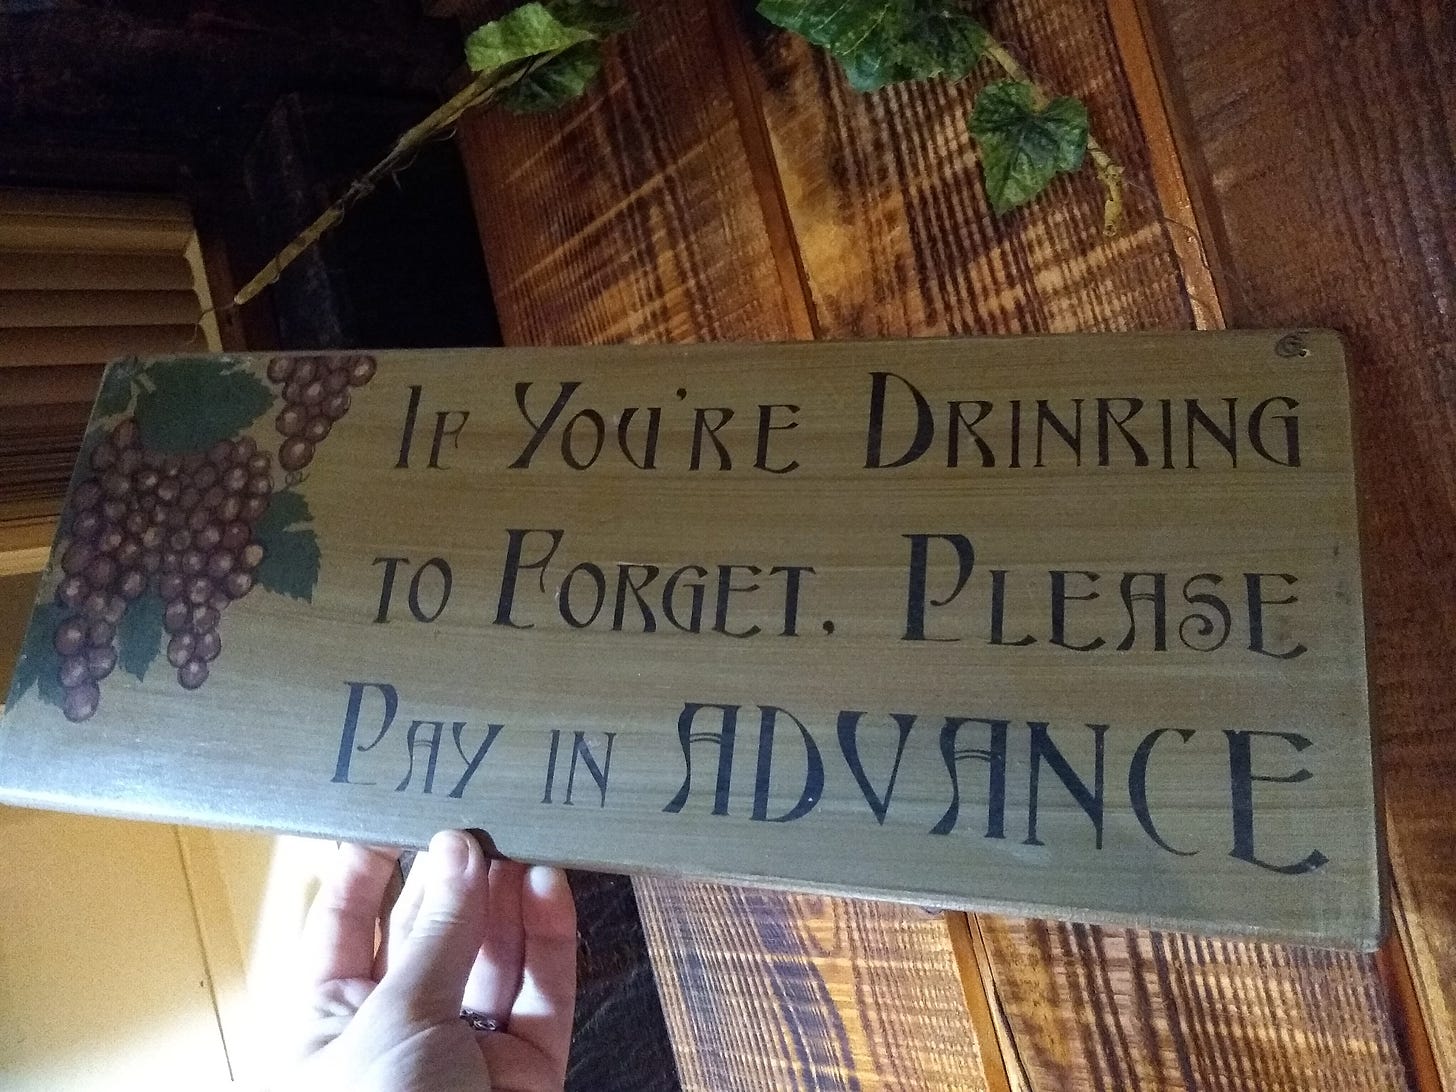 If You're Drinking
to Forget. Please
Pay in ADVANCE